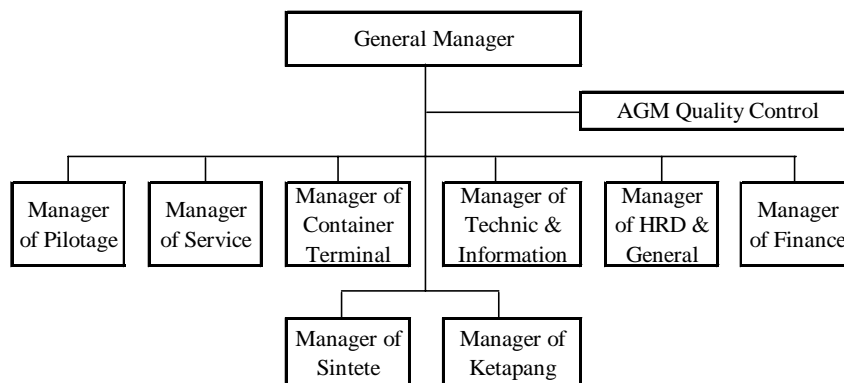 General Manager
AGM Quality Control
Manager
of Pilotage
Manager
of Service
Manager of
Container
Terminal
Manager of
Technic &
Information
Manager
of HRD &
General
Manager
of Finance
Manager of
Sintete
Manager of
Ketapang